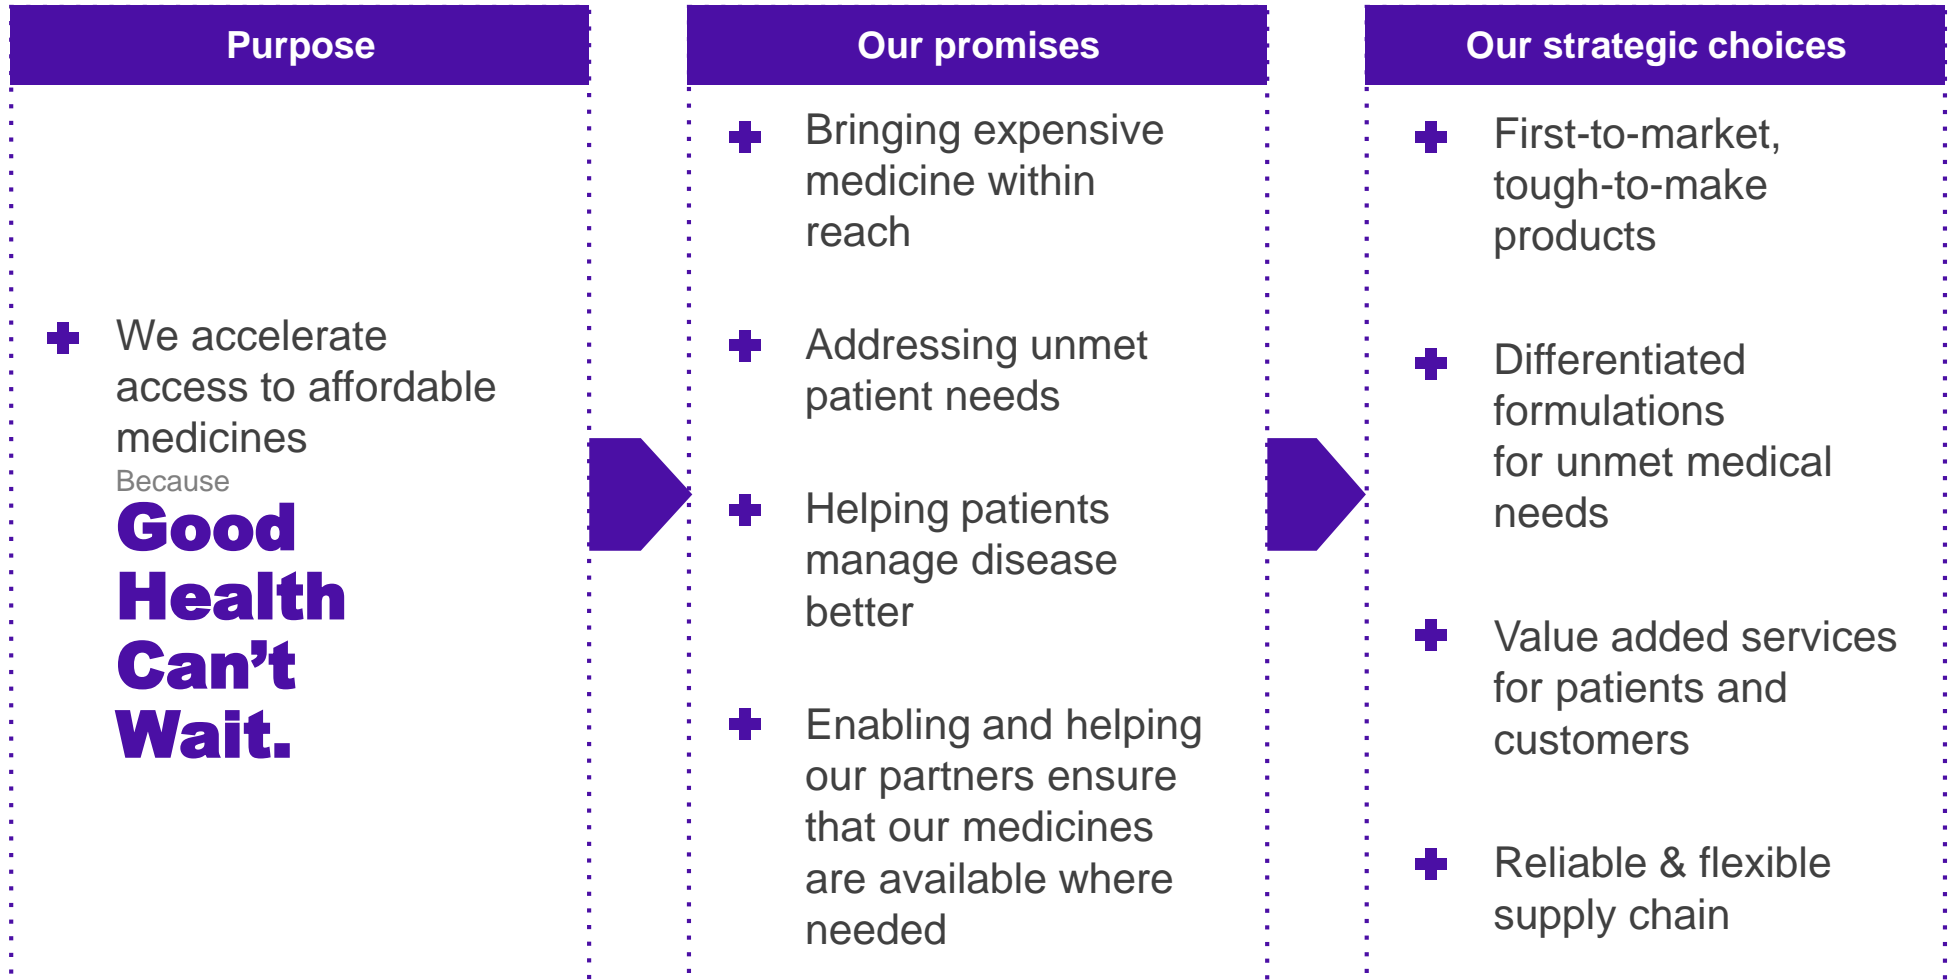 Purpose
We accelerate
access to affordable
medicines
Because
Good
Health
Can’t
Wait.
Our promises
Bringing expensive
medicine within
reach
Addressing unmet
patient needs
Helping patients
manage disease
better
Enabling and helping
our partners ensure
that our medicines
are available where
needed
Our strategic choices
First-to-market,
tough-to-make
products
Differentiated
formulations
for unmet medical
needs
Value added services
for patients and
customers
Reliable & flexible
supply chain